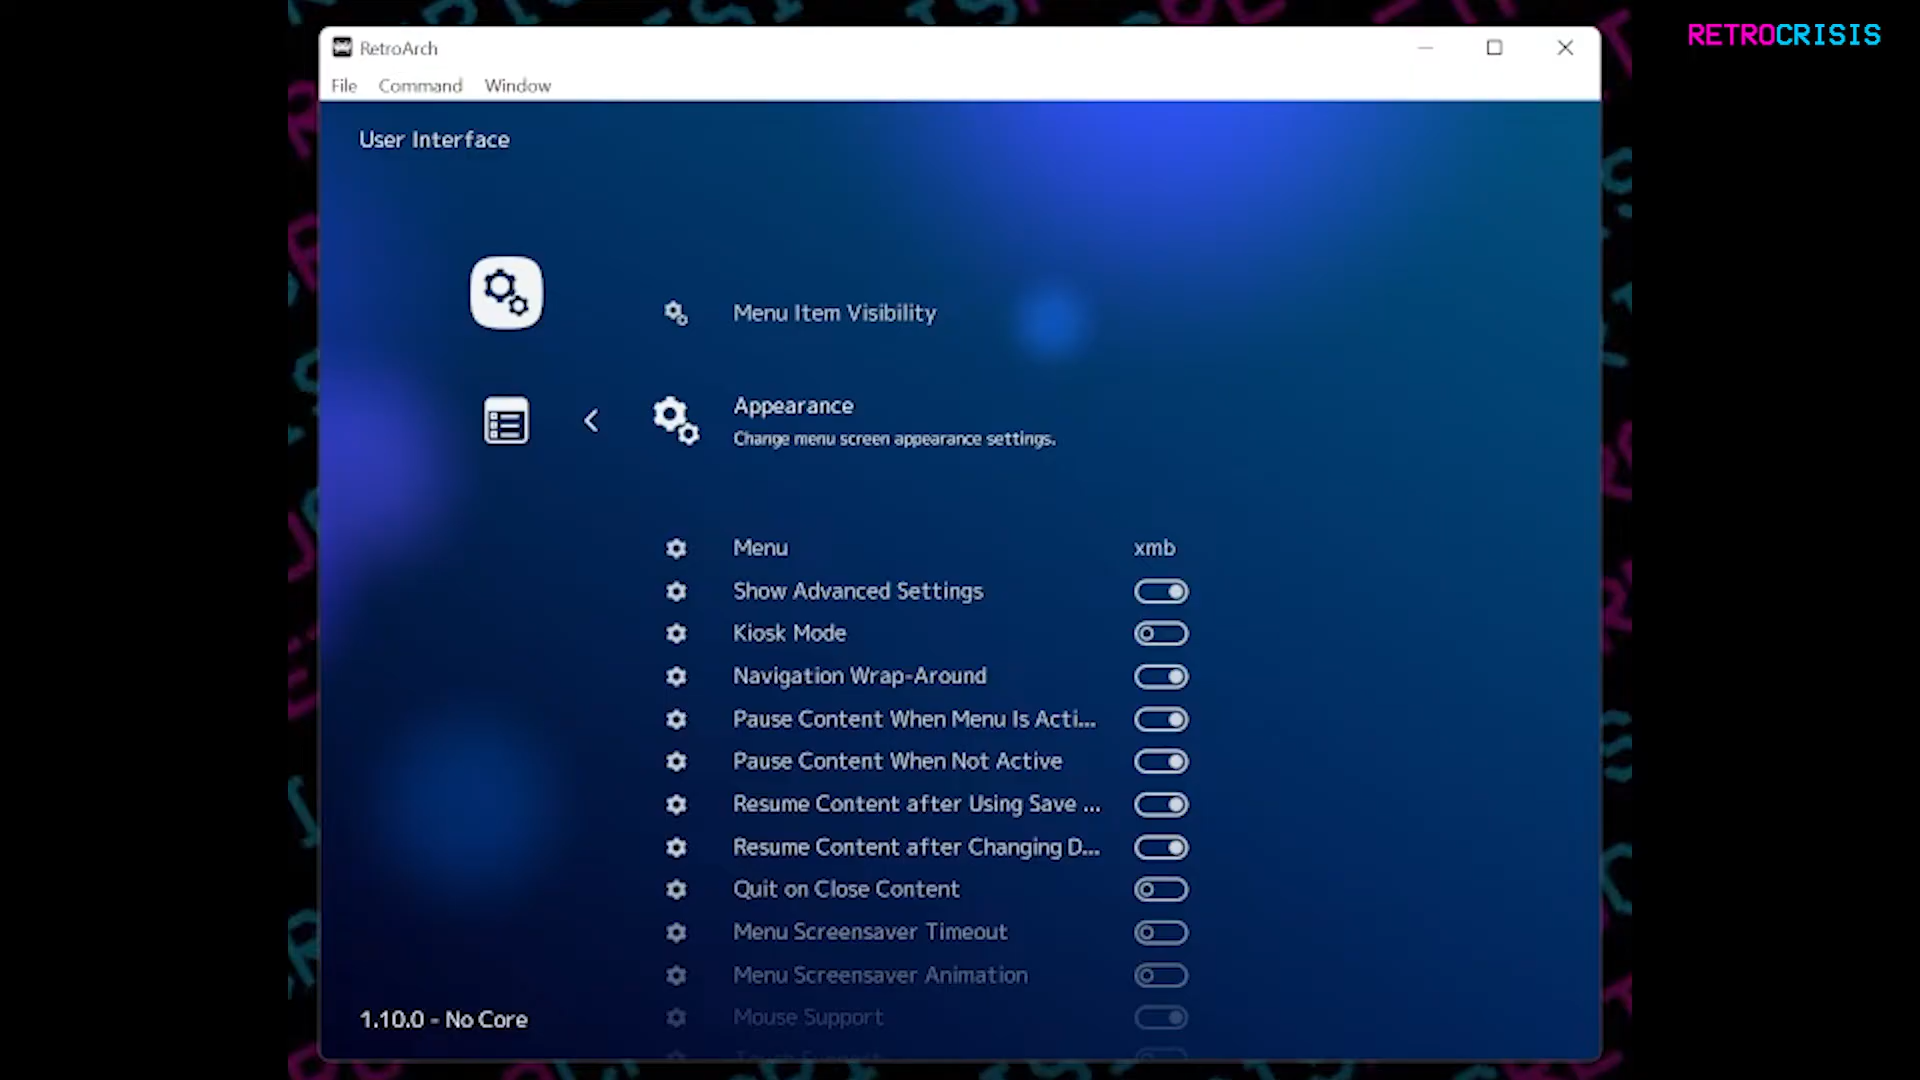 RETROCRISIS
RetroArch
File Command Window
User Interface
Menu Item Visibility
Appearance
Change menu screen appearance settings.
Menu xmb
Show Advanced Settings
Kiosk Mode
Navigation Wrap-Around
Pause Content When Menu Is Acti...
Pause Content When Not Active
Resume Content after Using Save ...
Resume Content after Changing D...
Quit on Close Content
Menu Screensaver Timeout
Menu Screensaver Animation
Mouse Support
1.10.0 - No Core